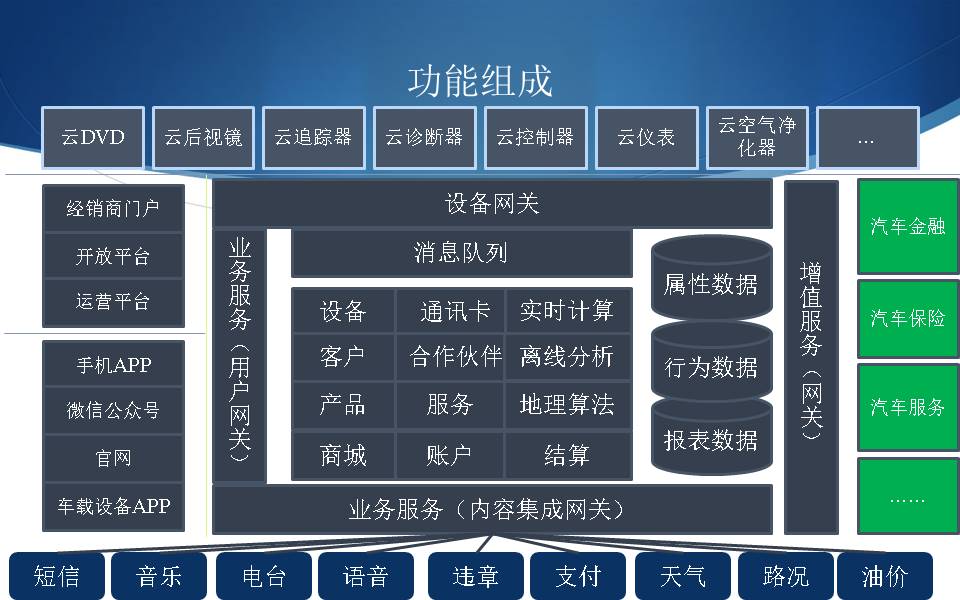 功能组成
云DVD
云后视镜
云追踪器
云诊断器
云控制器
云仪表
云空气净
化器
...
经销商门户
开放平台
运营平台
手机APP
微信公众号
官网
车载设备APP
设备网关
业务服务（用户网关）
消息队列
设备
通讯卡
实时计算
客户
合作伙伴
离线分析
产品
服务
地理算法
商城
账户
结算
属性数据
行为数据
报表数据
业务服务（内容集成网关）
增值服务（网关）
汽车金融
汽车保险
汽车服务
……
短信
音乐
电台
语音
违章
支付
天气
路况
油价